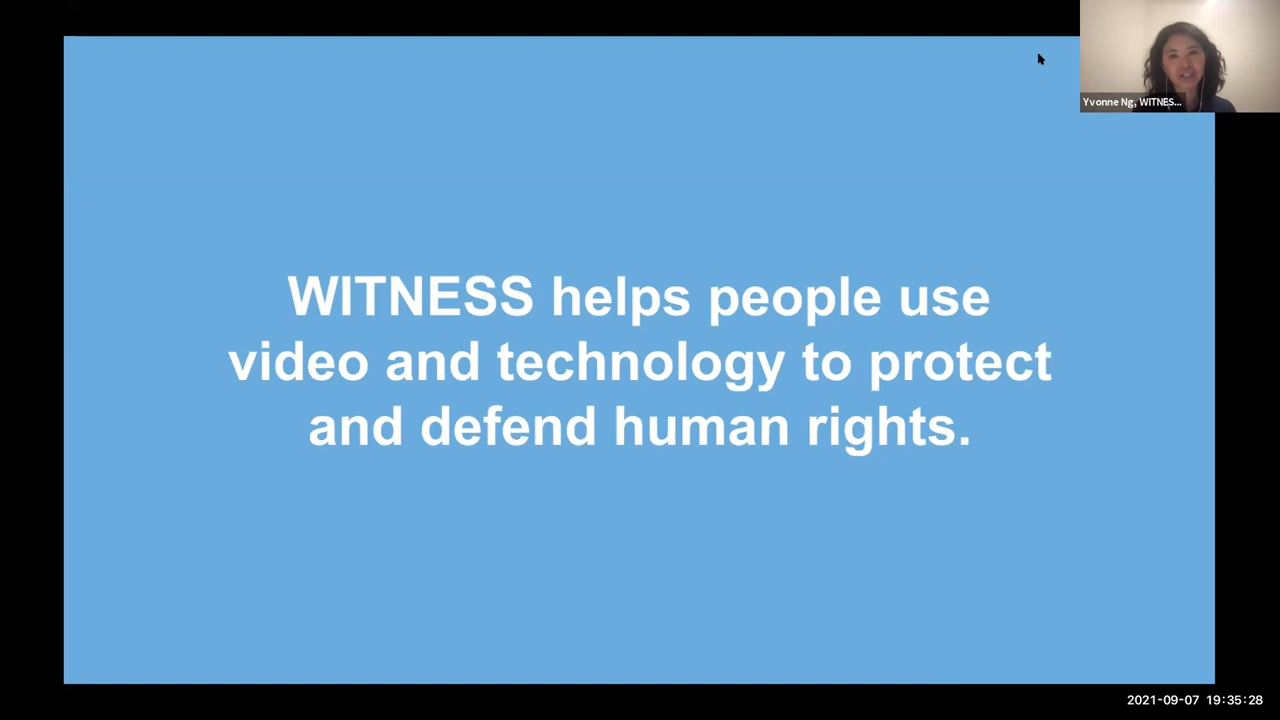 Yvonne Ng, WITNES...
WITNESS helps people use
video and technology to protect
and defend human rights.
2021-09-07 19:35:28